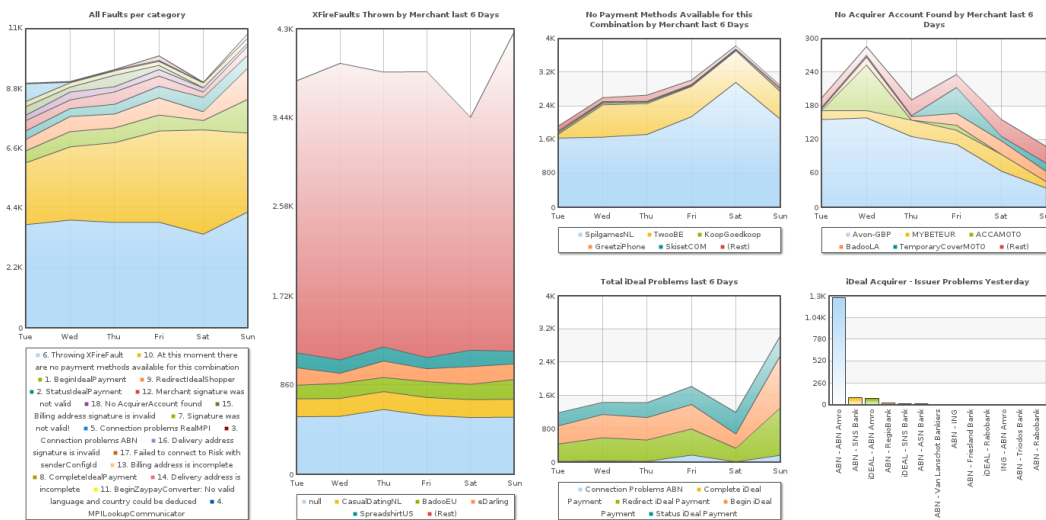 All Faults per category
11K
8.8K
6.6K
4.4K
2.2K
0
Tue Wed Thu Fri Sat Sun
6. Throwing XFireFault 10. At this moment there
are no payment methods available for this combination
1. BeginIdealPayment 9. RedirectIdealShopper
2. StatusIdealPayment 12. Merchant signature was
not valid 18. No AcquirerAccount found 15.
Billing address signature is invalid 7. Signature was
not valid! 5. Connection problems RealMPI 3.
Connection problems ABN 16. Delivery address
signature is invalid 17. Failed to connect to Risk with
senderConfigId 13. Billing address is incomplete
8. CompleteIdealPayment 14. Delivery address is
incomplete 11. BeginZaypayConverter: No valid
language and country could be deduced 4.
MPILookupCommunicator
XFireFaults Thrown by Merchant last 6 Days
4.3K
3.44K
2.58K
1.72K
860
0
Tue Wed Thu Fri Sat Sun
null CasualDatingNL BadooEU eDarling
SpreadshirtUS (Rest)
No Payment Methods Available for this
Combination by Merchant last 6 Days
4K
3.2K
2.4K
1.6K
800
0
Tue Wed Thu Fri Sat Sun
SpilgamesNL TwooBE KoopGoedkoop
GreetziPhone SkisetCOM (Rest)
No Acquirer Account Found by Merchant last 6
Days
300
240
180
120
60
0
Tue Wed Thu Fri Sat Sun
Avon-GBP MYBETEUR ACCAMOTO
BadooLA TemporaryCoverMOTO (Rest)
Total iDeal Problems last 6 Days
4K
3.2K
2.4K
1.6K
800
0
Tue Wed Thu Fri Sat Sun
Connection Problems ABN Complete iDeal
Payment Redirect iDeal Payment Begin iDeal
Payment Status iDeal Payment
iDeal Acquirer - Issuer Problems Yesterday
1.3K
1.04K
780
520
260
0
ABN - ABN Amro
ABN - SNS Bank
iDEAL - ABN Amro
ABN - RegioBank
iDEAL - SNS Bank
ABN - ASN Bank
ABN - Van Lanschot Bankiers
ABN - ING
ABN - Friesland Bank
iDEAL - Rabobank
ING - ABN Amro
ABN - Triodos Bank
ABN - Rabobank